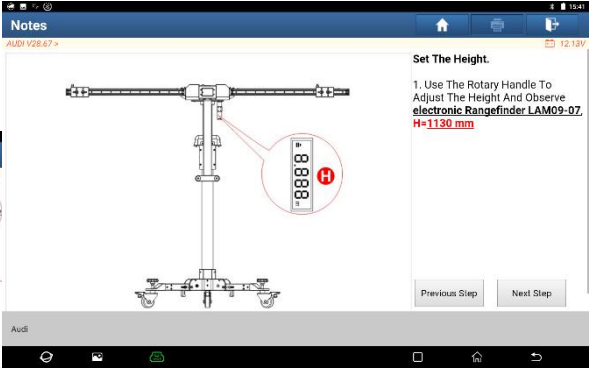 15:41
Notes
AUDI V28.67 >
12.13V
Set The Height.
1. Use The Rotary Handle To
Adjust The Height And Observe
electronic Rangefinder LAM09-07,
H=1130 mm
H
Previous Step
Next Step
Audi